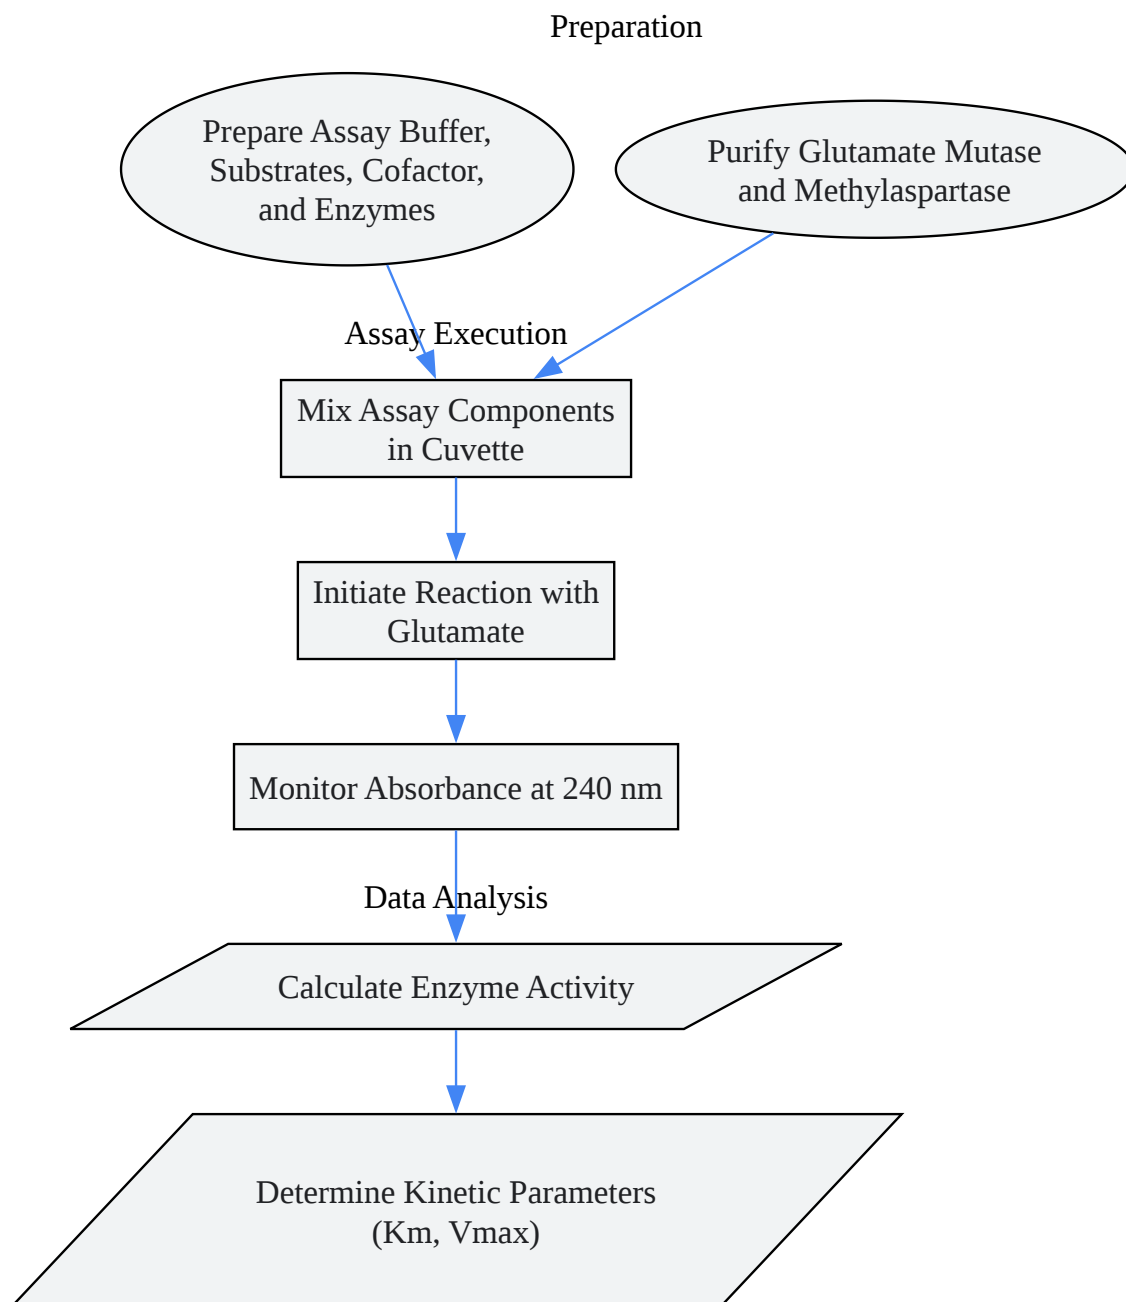 Preparation
Prepare Assay Buffer,
Substrates, Cofactor,
and Enzymes
Purify Glutamate Mutase
and Methylaspartase
Assay Execution
Mix Assay Components
in Cuvette
Initiate Reaction with
Glutamate
Monitor Absorbance at 240 nm
Data Analysis
Calculate Enzyme Activity
Determine Kinetic Parameters
(Km, Vmax)